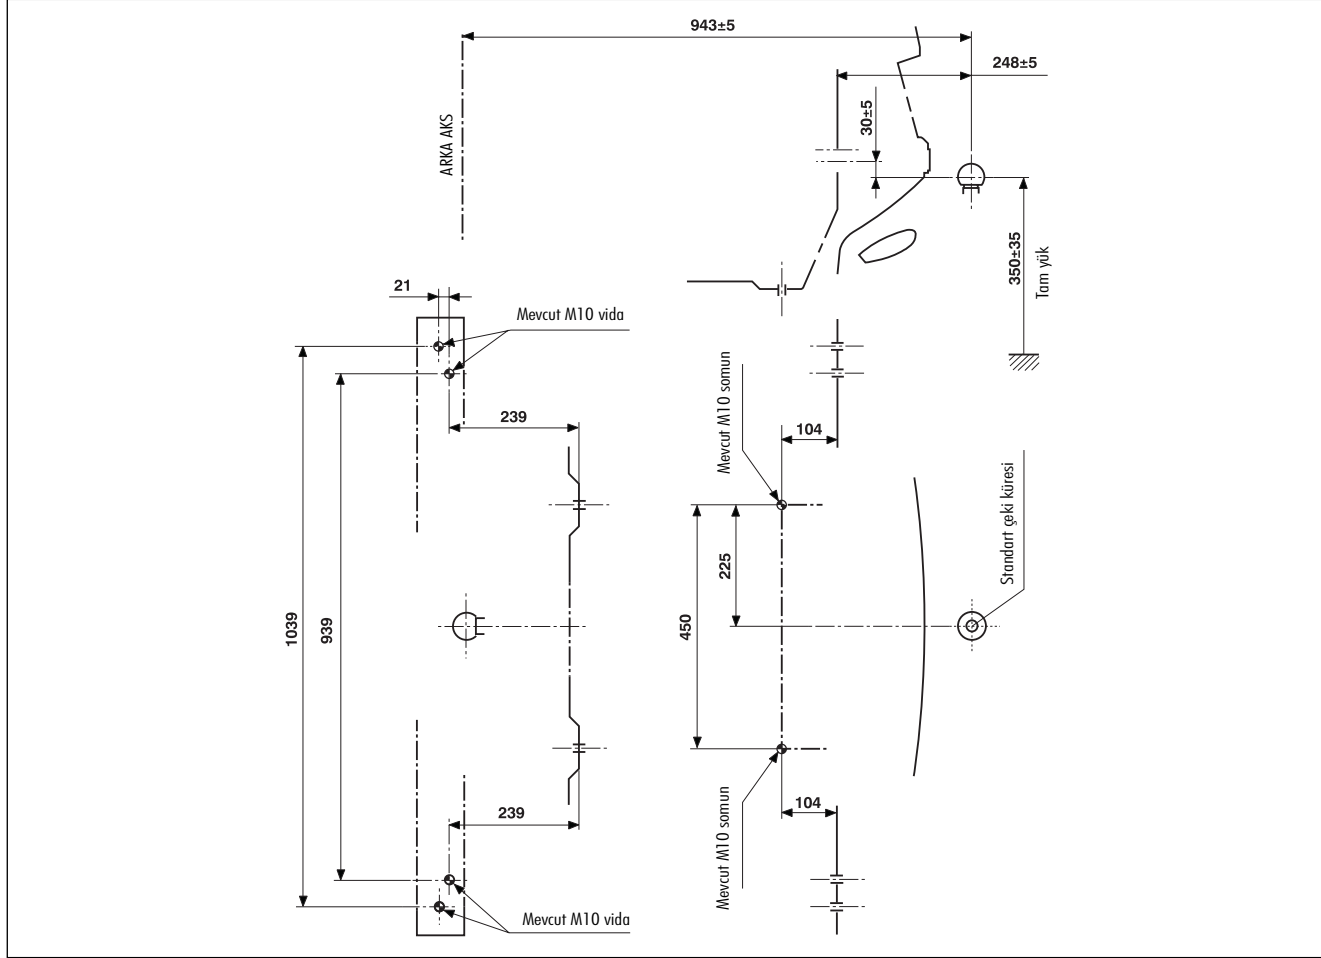 943±5
248±5
30±5
ARKA AKS
350±35
Tam yük
21
Mevcut M10 vida
239
Mevcut M10 somun
104
Standart çeki küresi
225
450
1039
939
239
104
Mevcut M10 somun
Mevcut M10 vida